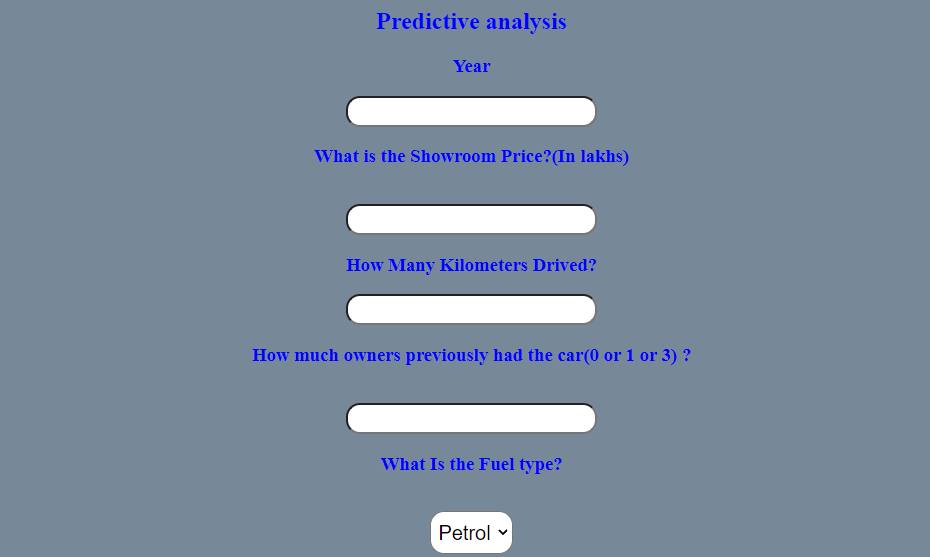 Predictive analysis
Year
What is the Showroom Price?(In lakhs)
How Many Kilometers Drived?
How much owners previously had the car(0 or 1 or 3) ?
What Is the Fuel type?
Petrol